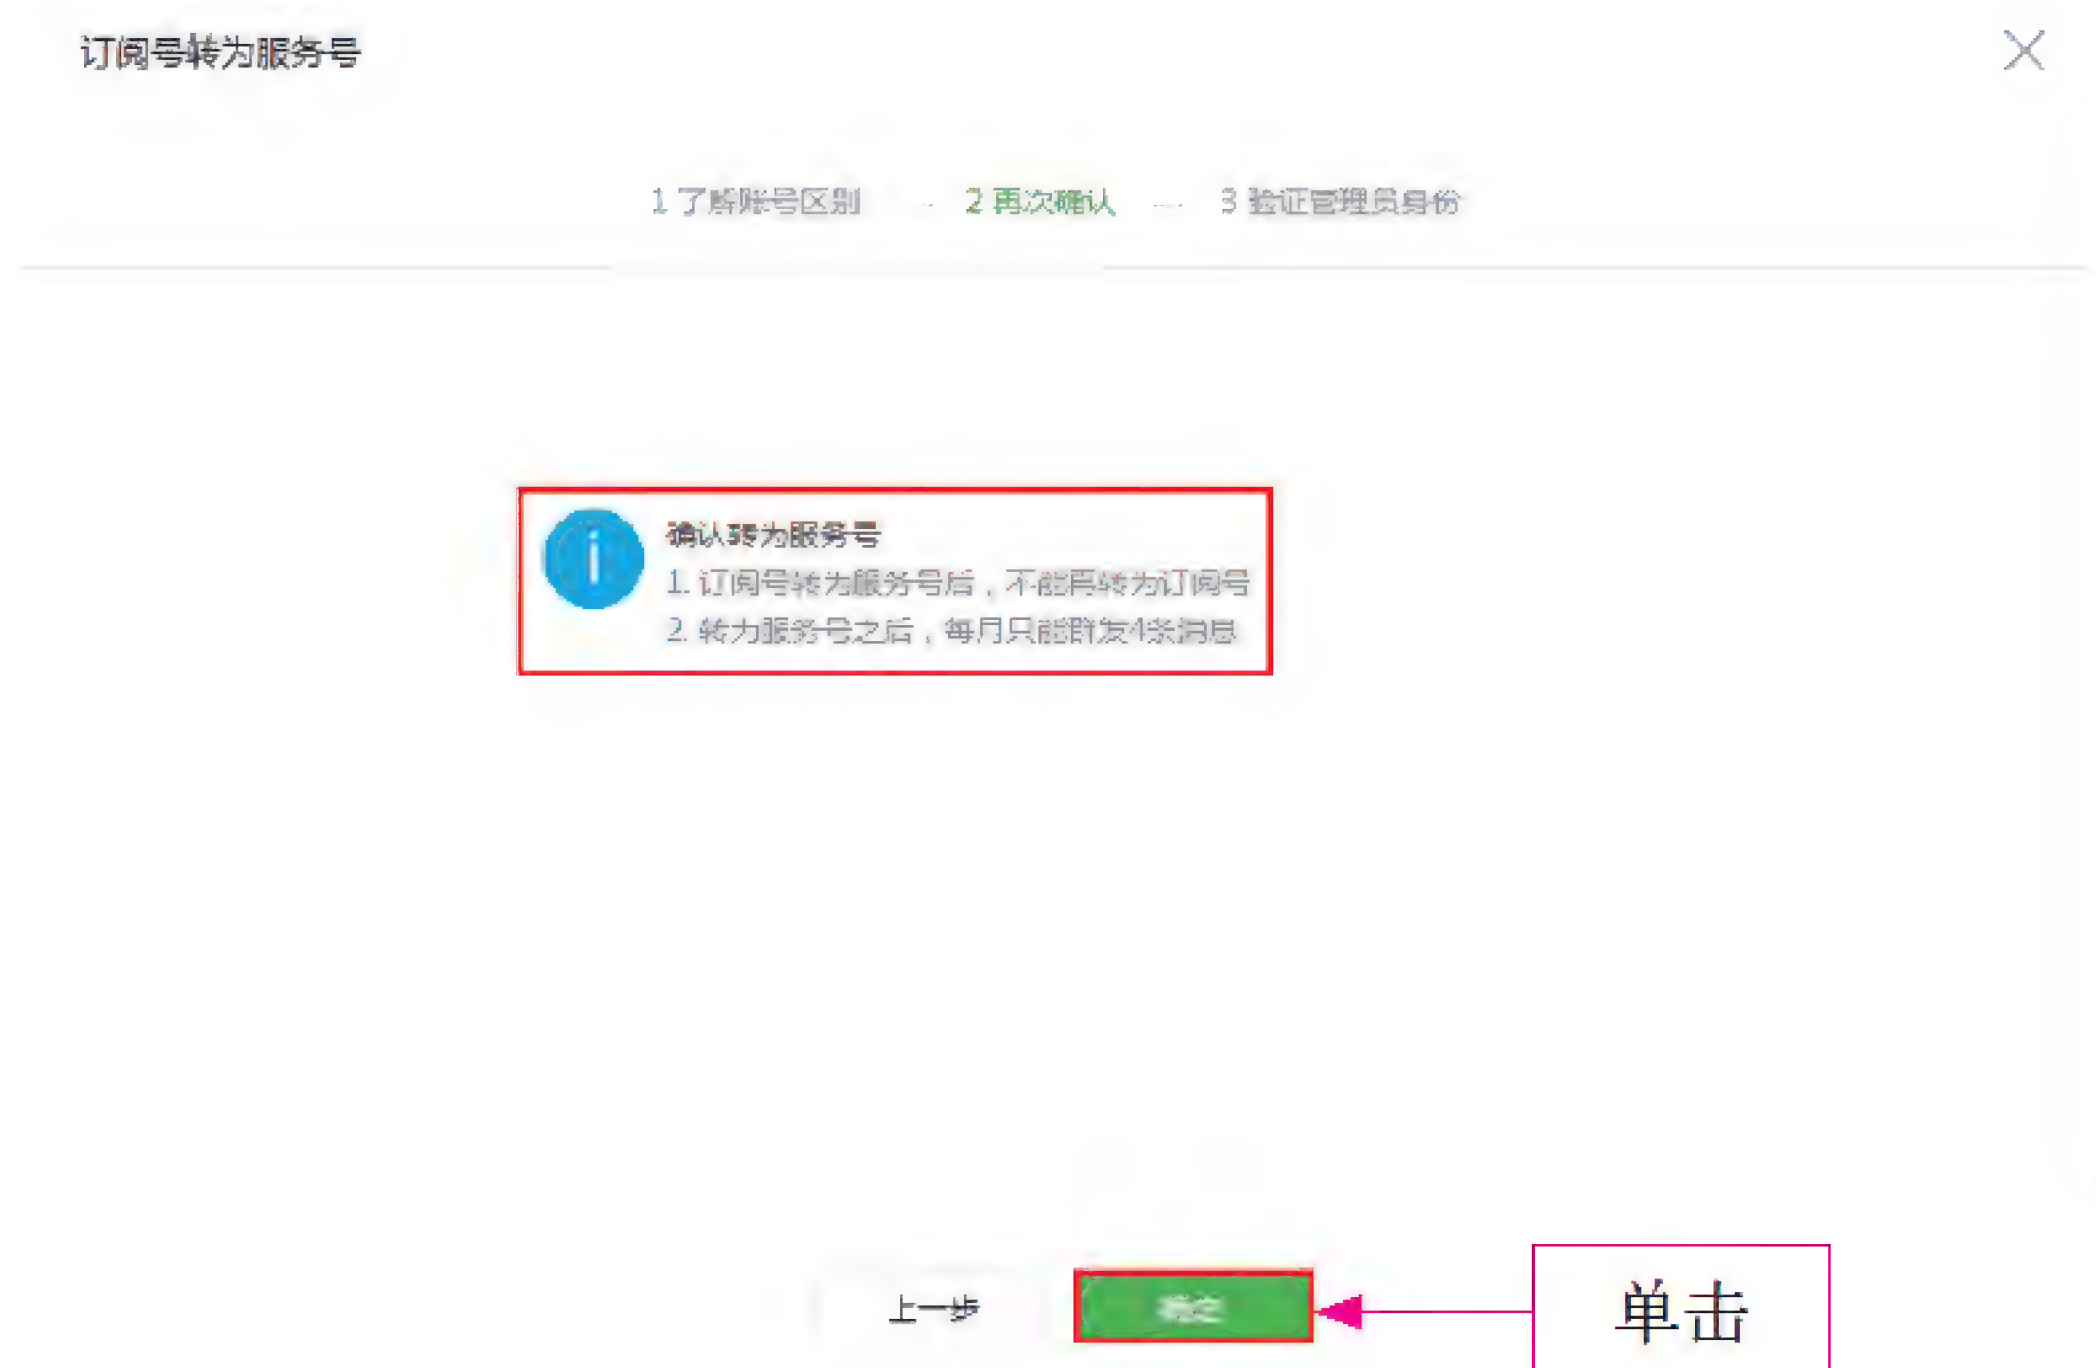 订阅号转为服务号
1 了解账号区别 -- 2 再次确认 --- 3 验证管理员身份
确认转为服务号
1. 订阅号转为服务号后，不能再转为订阅号
2. 转为服务号之后，每月只能群发4条消息
上一步
单击